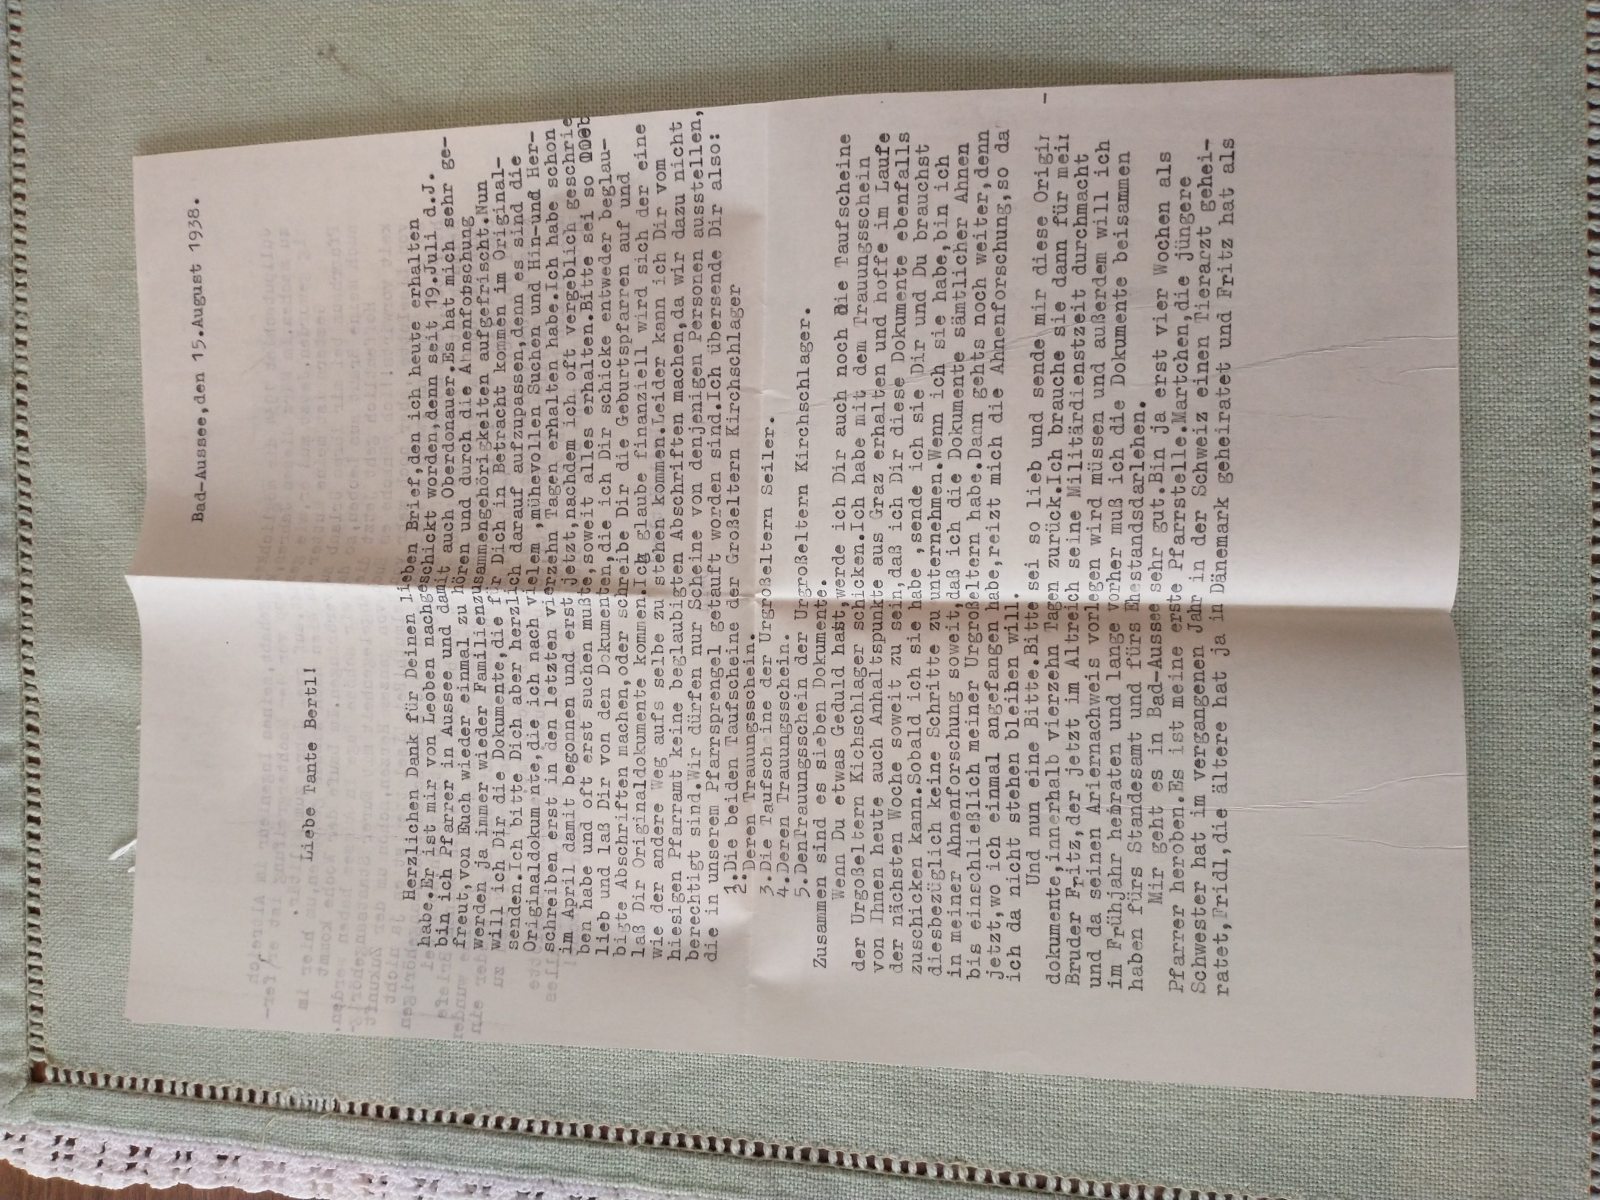 Bad-Aussee,den 15.August 1938.
Liebe Tante Bertl!
Herzlichen Dank für Deinen lieben Brief,den ich heute erhalten
habe.Er ist mir von Leoben nachgeschickt worden,denn seit 19.Juli d.J.
bin ich Pfarrer in Aussee und damit auch Oberdonauer.Es hat mich sehr ge-
freut,von Euch wieder einmal zu hören und durch die Ahnenfobschung
werden ja immer wieder Familienzusammengehörigkeiten aufgefrischt.Nun
will ich Dir die Dokumente,die für Dich in Betracht kommen im Original-
senden.Ich bitte Dich aber herzlich darauf aufzupassen,denn es sind die
Originaldokumente,die ich nach vielem ,mühevollen Suchen und Hin-und Her-
schreiben erst in den letzten vierzehn Tagen erhalten habe.Ich habe schon
im April damit begonnen und erst jetzt,nachdem ich oft vergeblich geschrie
ben habe und oft erst suchen mußte,soweit alles erhalten.Bitte sei so
lieb und laß Dir von den Dokumenten,die ich Dir schicke entweder beglau-
bigte Abschriften machen,oder schreibe Dir die Geburtspfarren auf und
laß Dir Originaldokumente kommen.Ich glaube finanziell wird sich der eine
wie der andere Weg aufs selbe zu stehen kommen.Leider kann ich Dir vom
hiesigen Pfarramt keine beglaubigten Abschriften machen,da wir dazu nicht
berechtigt sind.Wir dürfen nur Scheine von denjenigen Personen ausstellen,
die in unserem Pfarrsprengel getauft worden sind.Ich übersende Dir also:
1.Die beiden Taufscheine der Großeltern Kirchschlager
2.Deren Trauungsschein.
3.Die Taufscheine der Urgroßeltern Seiler.
4.Deren Trauungsschein.
5.DenTrauungsschein der Urgroßeltern Kirchschlager.
Zusammen sind es sieben Dokumente.
Wenn Du etwas Geduld hast,werde ich Dir auch noch die Taufscheine
der Urgoßeltern Kichschlager schicken.Ich habe mit dem Trauungsschein
von Ihnen heute auch Anhaltspunkte aus Graz erhalten und hoffe im Laufe
der nächsten Woche soweit zu sein,daß ich Dir diese Dokumente ebenfalls
zuschicken kann.Sobald ich sie habe ,sende ich sie Dir und Du brauchst
diesbezüglich keine Schritte zu unternehmen.Wenn ich sie habe,bin ich
in meiner Ahnenforschung soweit,daß ich die Dokumente sämtlicher Ahnen
bis einschließlich meiner Urgroßeltern habe.Dann gehts noch weiter,denn
jetzt,wo ich einmal angefangen habe,reizt mich die Ahnenforschung,so da
ich da nicht stehen bleiben will.
Und nun eine Bitte.Bitte sei so lieb und sende mir diese
dokumente,innerhalb vierzehn Tagen zurück.Ich brauche sie dann für
Bruder Fritz,der jetzt im Altreich seine Militärdienstzeit durchmacht
und da seinen Ariernachweis vorlegen wird müssen und außerdem will ich
im Frühjahr heiraten und lange vorher muß ich die Dokumente beisammen
haben fürs Standesamt und fürs Ehestandsdarlehen.
Mir geht es in Bad-Aussee sehr gut.Bin ja erst vier Wochen als
Pfarrer heroben.Es ist meine erste Pfarrstelle.Martchen,die jüngere
Schwester hat im vergangenen Jahr in der Schweiz einen Tierarzt gehei-
ratet,Fridl,die ältere hat ja in Dänemark geheiratet und Fritz hat als